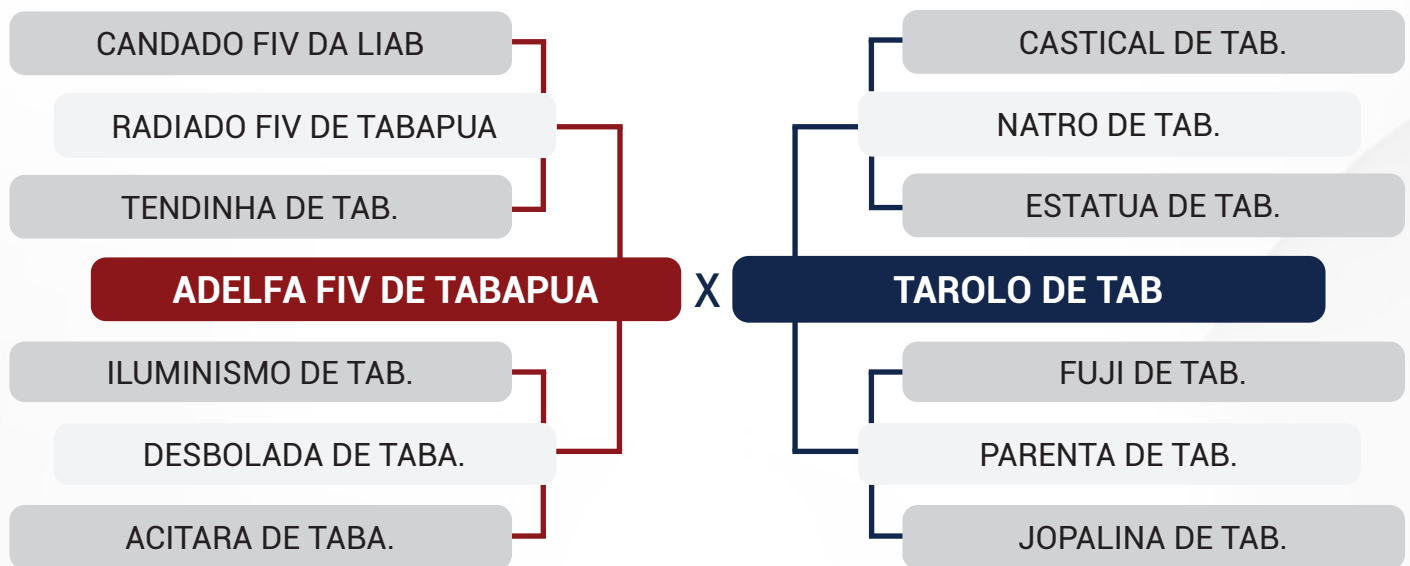 CANDADO FIV DA LIAB
RADIADO FIV DE TABAPUA
TENDINHA DE TAB.
ADELFA FIV DE TABAPUA
ILUMINISMO DE TAB.
DESBOLADA DE TABA.
ACITARA DE TABA.
X
CASTICAL DE TAB.
NATRO DE TAB.
ESTATUA DE TAB.
TAROLO DE TAB
FUJI DE TAB.
PARENTA DE TAB.
JOPALINA DE TAB.